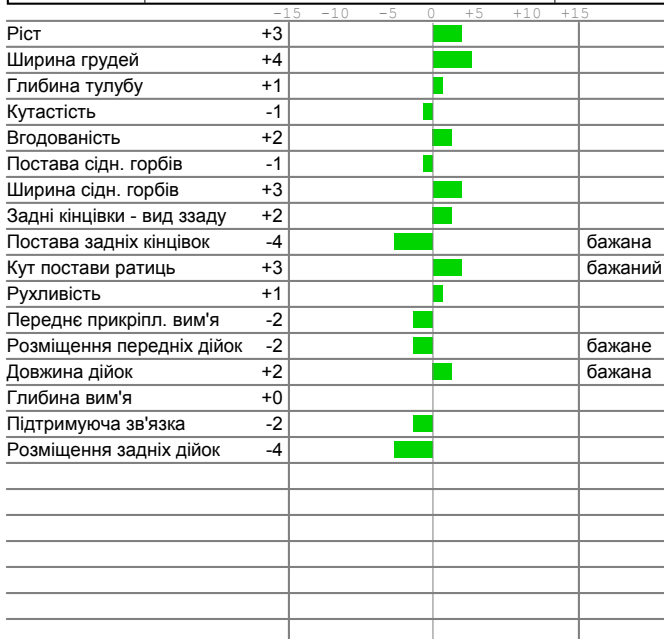 -15 -10 -5 0 +5 +10 +15
Ріст +3
Ширина грудей +4
Глибина тулубу +1
Кутастість -1
Вгодованість +2
Постава сідн. горбів -1
Ширина сідн. горбів +3
Задні кінцівки - вид ззаду +2
Постава задніх кінцівок -4 бажана
Кут постави ратиць +3 бажаний
Рухливість +1
Переднє прикріпл. вим'я -2
Розміщення передніх дійок -2 бажане
Довжина дійок +2 бажана
Глибина вим'я +0
Підтримуюча зв'язка -2
Розміщення задніх дійок -4